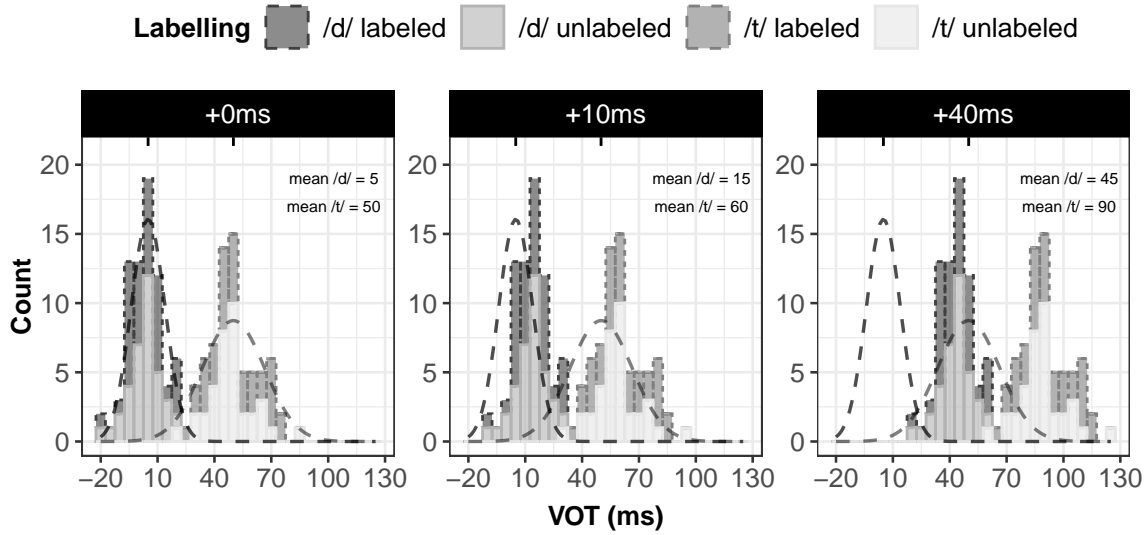 Labelling /d/ labeled /d/ unlabeled /t/ labeled /t/ unlabeled
+0ms +10ms +40ms
mean /d/ = 5
mean /t/ = 50
mean /d/ = 15
mean /t/ = 60
mean /d/ = 45
mean /t/ = 90
Count
20
15
10
5
0
−20 10 40 70 100 130
−20 10 40 70 100 130
−20 10 40 70 100 130
VOT (ms)